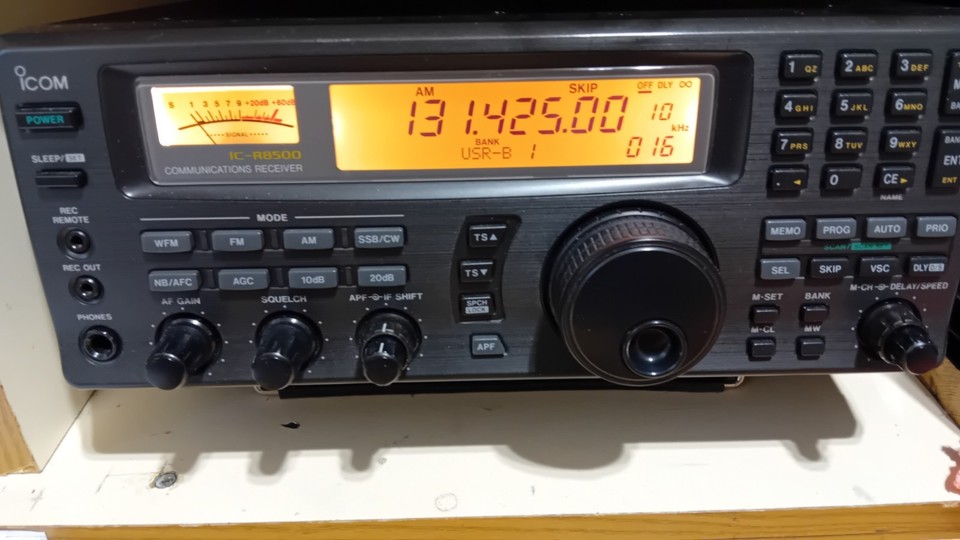 ICOM
POWER
SLEEP/SET
REC
REMOTE
REC OUT
PHONES
S 1 3 5 7 9 +20dB +60dB
SIGNAL
IC-R8500
COMMUNICATIONS RECEIVER
AM SKIP OFF DLY ∞
131.425.00 10
kHz
BANK
USR-B 1 016
MODE
WFM FM AM SSB/CW
NB/AFC AGC 10dB 20dB
AF GAIN SQUELCH APF IF SHIFT
TS▲
TS▼
SPCH
LOCK
APF
1 QZ 2 ABC 3 DEF
4 GHI 5 JKL 6 MNO
7 PRS 8 TUV 9 WXY
. ◄ 0 CE ►
NAME
BANK
ENT
MEMO PROG AUTO PRIO
SCAN/
SEL SKIP VSC DLY D/S
M-SET BANK M-CH DELAY/SPEED
M-CL MW